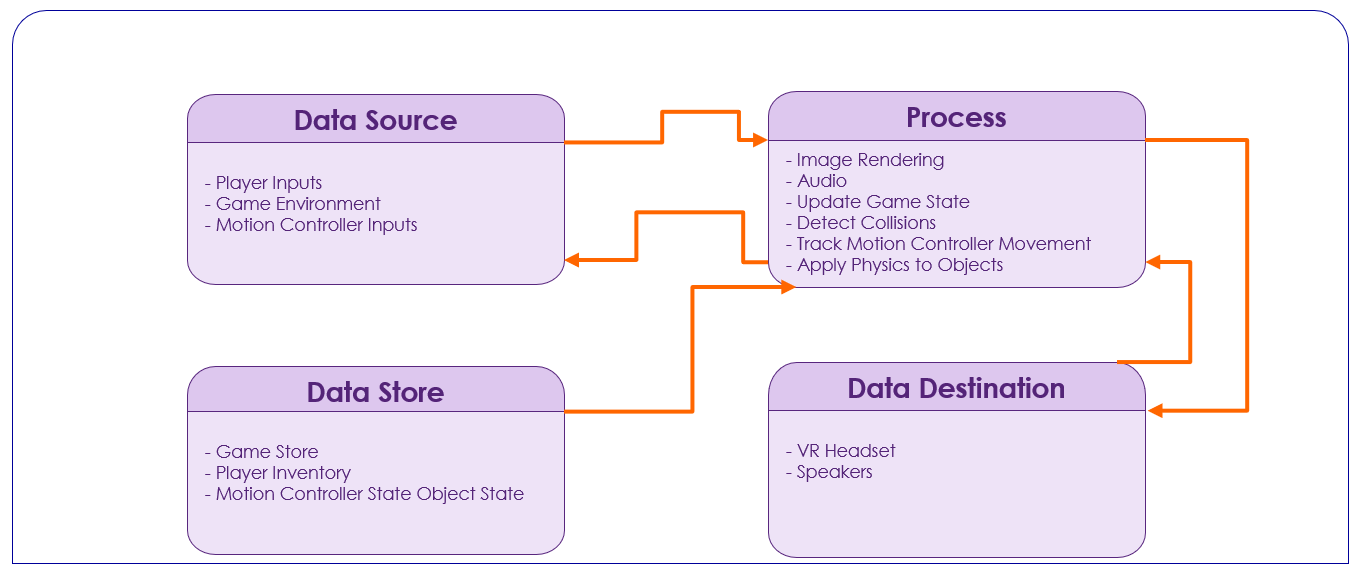 Data Source
- Player Inputs
- Game Environment
- Motion Controller Inputs
Process
- Image Rendering
- Audio
- Update Game State
- Detect Collisions
- Track Motion Controller Movement
- Apply Physics to Objects
Data Store
- Game Store
- Player Inventory
- Motion Controller State Object State
Data Destination
- VR Headset
- Speakers